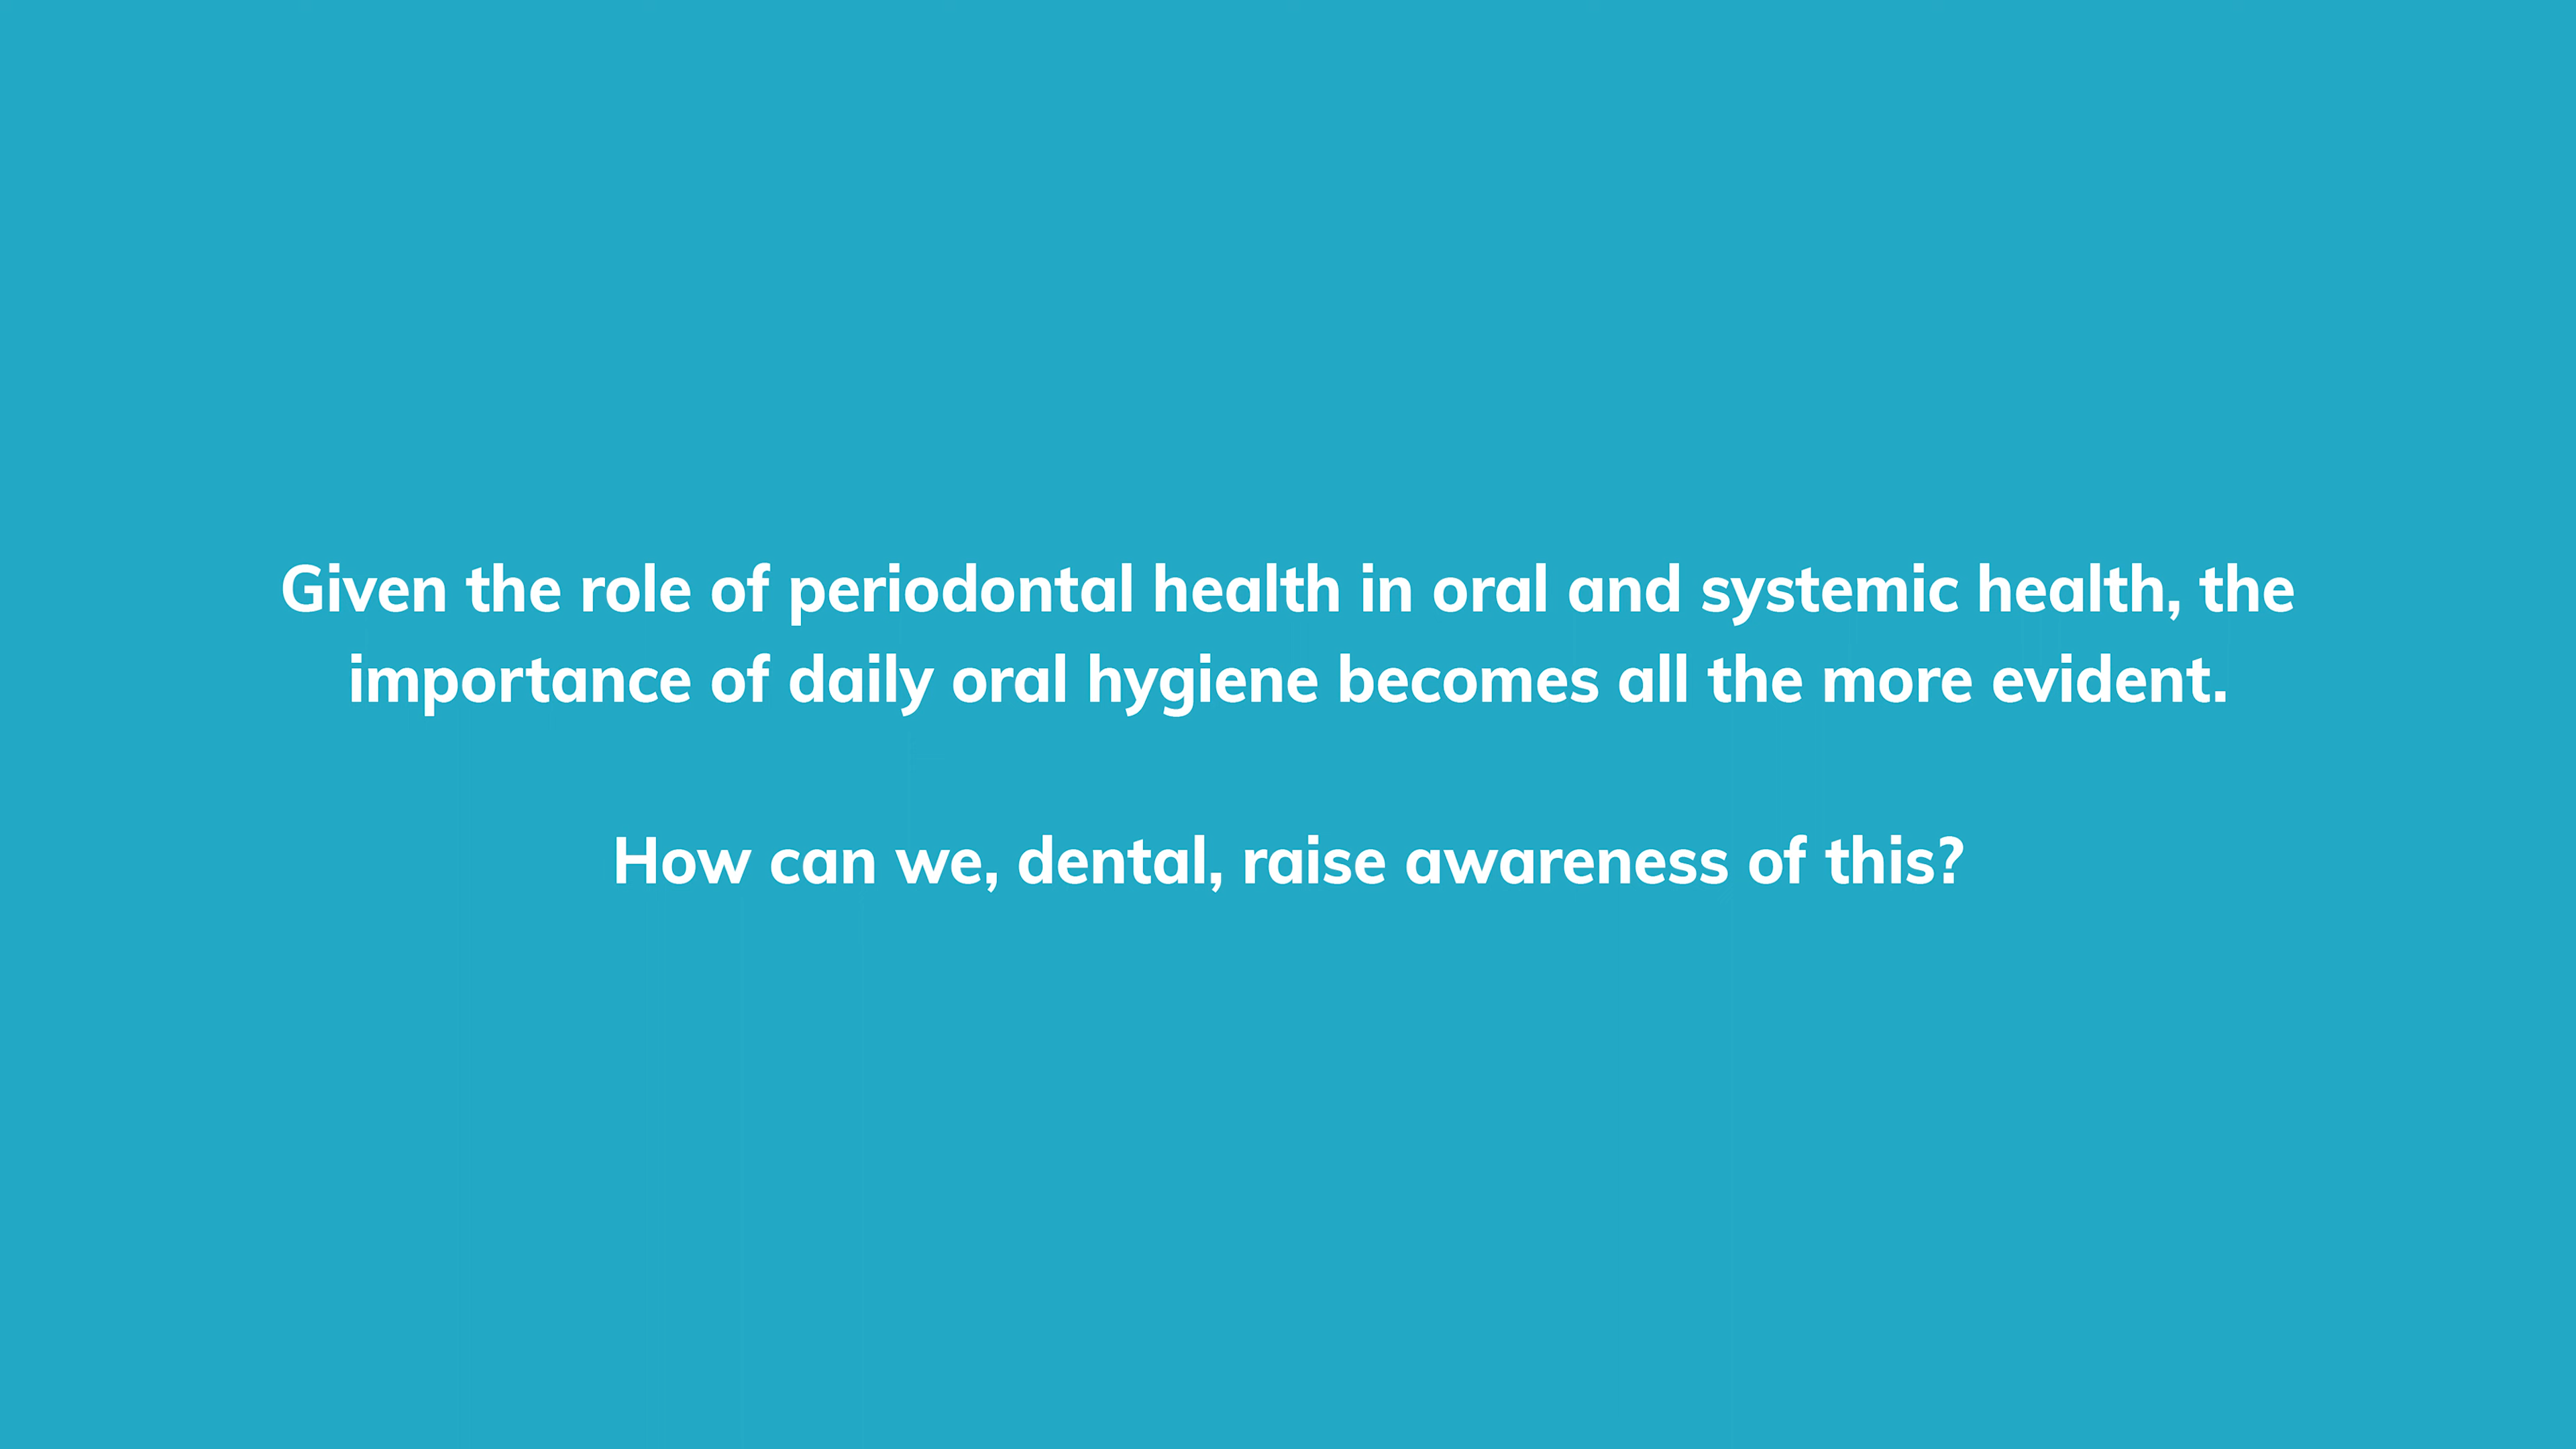 Given the role of periodontal health in oral and systemic health, the
importance of daily oral hygiene becomes all the more evident.
How can we, dental, raise awareness of this?